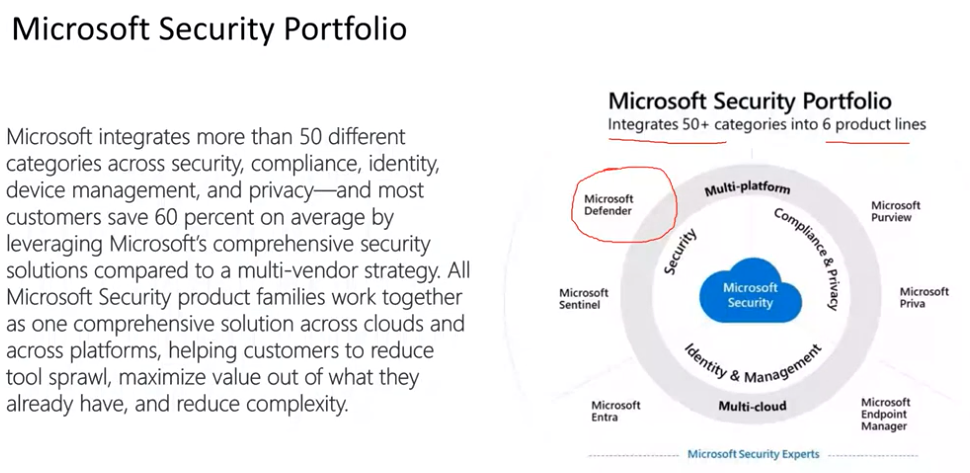 Microsoft Security Portfolio
Microsoft integrates more than 50 different
categories across security, compliance, identity,
device management, and privacy—and most
customers save 60 percent on average by
leveraging Microsoft's comprehensive security
solutions compared to a multi-vendor strategy. All
Microsoft Security product families work together
as one comprehensive solution across clouds and
across platforms, helping customers to reduce
tool sprawl, maximize value out of what they
already have, and reduce complexity.
Microsoft Security Portfolio
Integrates 50+ categories into 6 product lines
Multi-platform
Microsoft
Defender
Microsoft
Purview
Security
Compliance & Privacy
Microsoft
Security
Microsoft
Sentinel
Microsoft
Priva
Identity & Management
Multi-cloud
Microsoft
Entra
Microsoft
Endpoint
Manager
Microsoft Security Experts